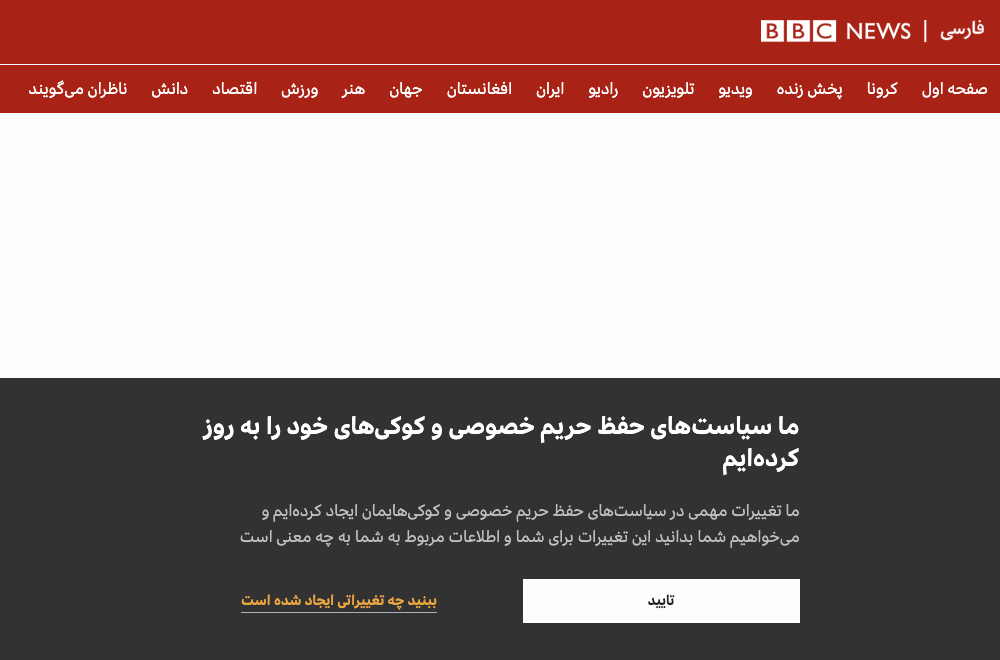 BBC NEWS | فارسی
صفحه اول کرونا پخش زنده ویدیو تلویزیون رادیو ایران افغانستان جهان هنر ورزش اقتصاد دانش ناظران می‌گویند
ما سیاست‌های حفظ حریم خصوصی و کوکی‌های خود را به روز
کرده‌ایم
ما تغییرات مهمی در سیاست‌های حفظ حریم خصوصی و کوکی‌هایمان ایجاد کرده‌ایم و
می‌خواهیم شما بدانید این تغییرات برای شما و اطلاعات مربوط به شما به چه معنی است
تایید
ببنید چه تغییراتی ایجاد شده است